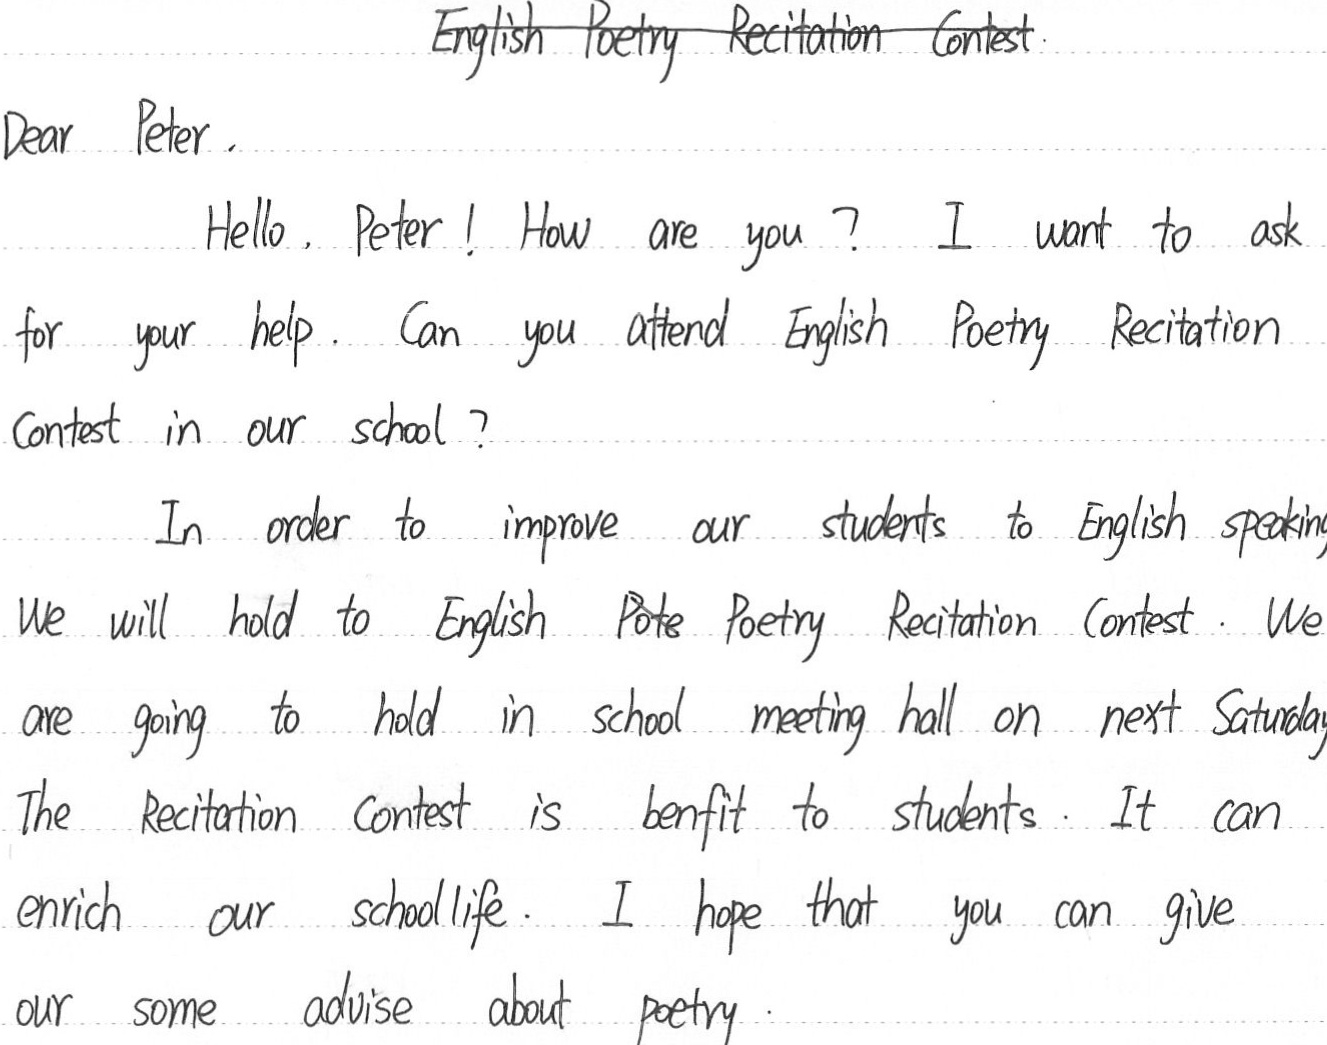 English Poetry Recitation Contest.
Dear Peter,
Hello, Peter! How are you? I want to ask
for your help. Can you attend English Poetry Recitation
Contest in our school?
In order to improve our students to English speaking
We will hold to English Pote Poetry Recitation Contest. We
are going to hold in school meeting hall on next Saturday
The Recitation Contest is benfit to students. It can
enrich our school life. I hope that you can give
our some advise about poetry.